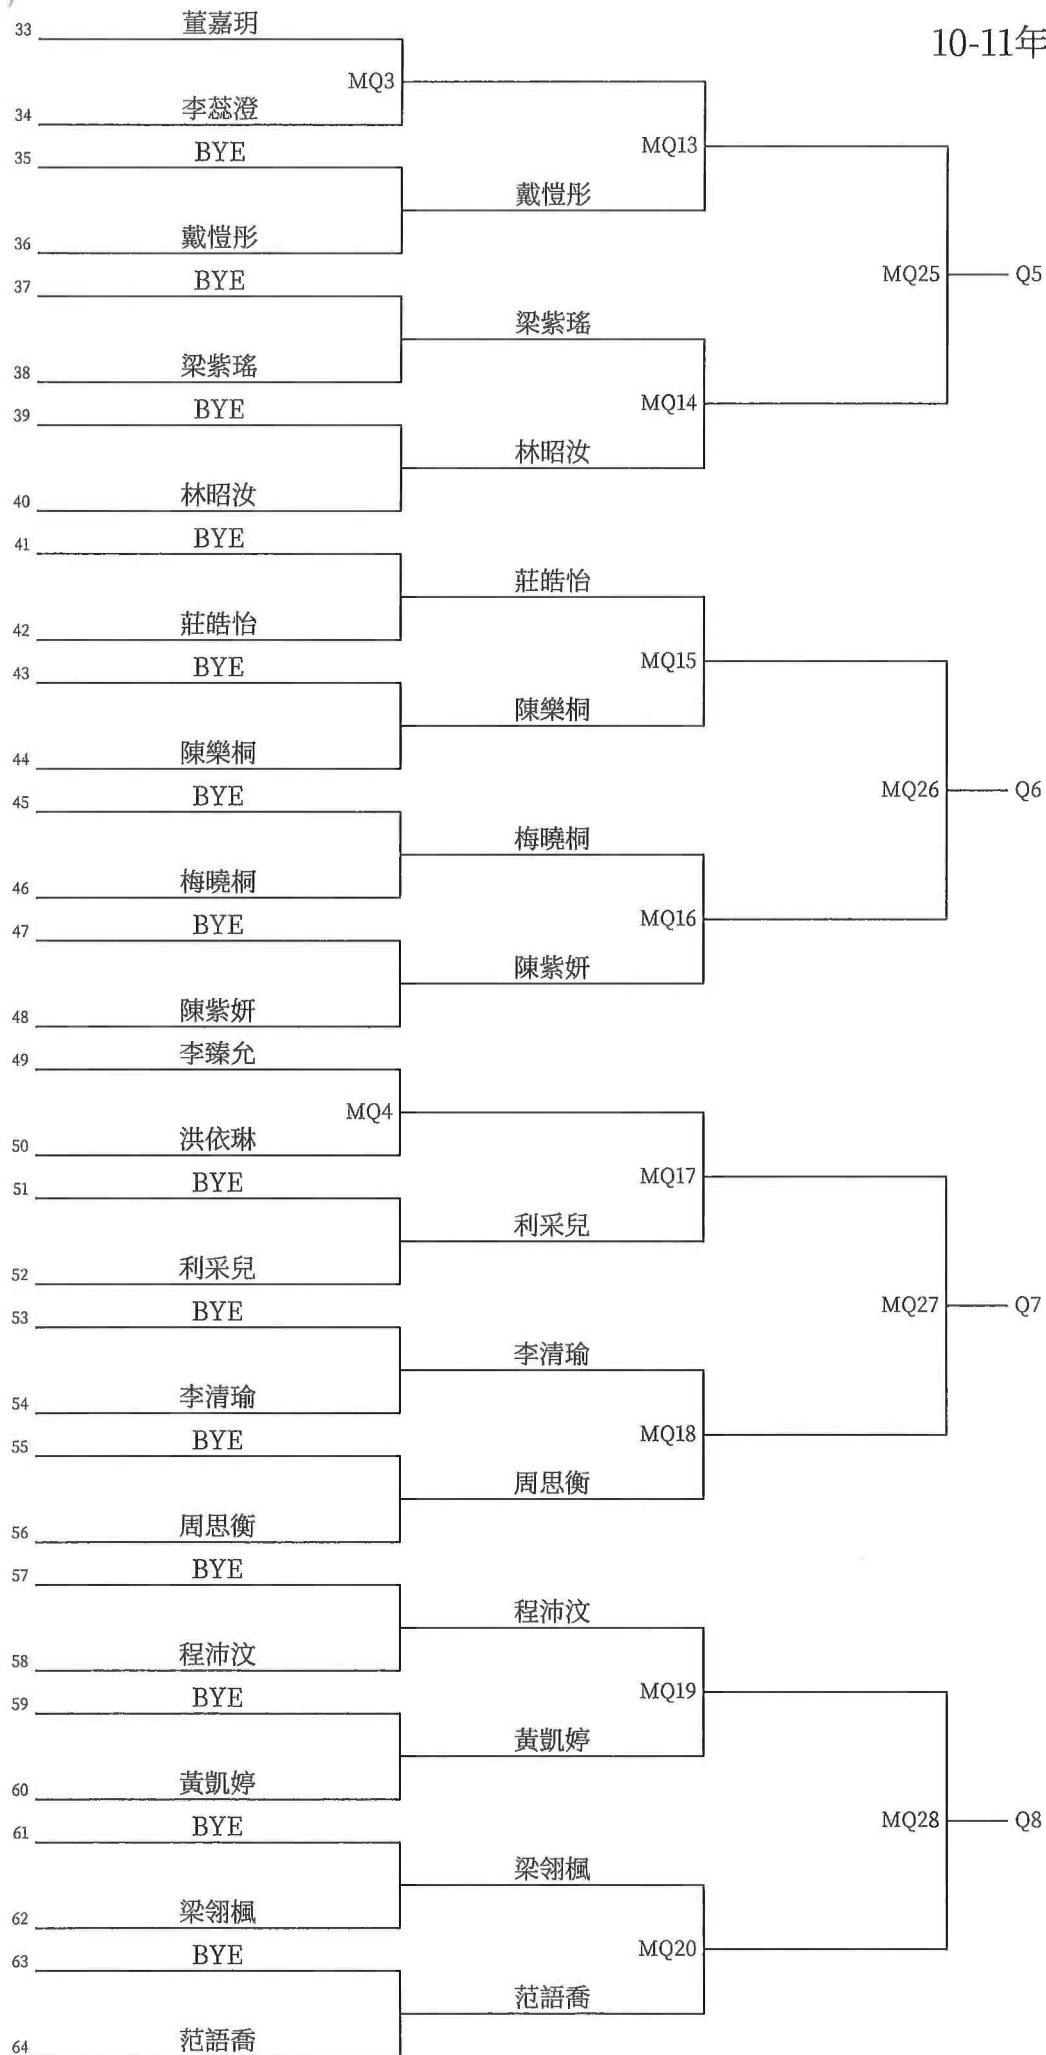 10-11年
33 董嘉玥
MQ3
34 李蕊澄
35 BYE
MQ13
戴愷彤
36 戴愷彤
MQ25 Q5
37 BYE
梁紫瑤
38 梁紫瑤
MQ14
39 BYE
林昭汝
40 林昭汝
41 BYE
莊皓怡
42 莊皓怡
MQ15
43 BYE
陳樂桐
44 陳樂桐
MQ26 Q6
45 BYE
梅曉桐
46 梅曉桐
MQ16
47 BYE
陳紫妍
48 陳紫妍
49 李臻允
MQ4
50 洪依琳
MQ17
51 BYE
利采兒
52 利采兒
MQ27 Q7
53 BYE
李清瑜
54 李清瑜
MQ18
55 BYE
周思衡
56 周思衡
57 BYE
程沛汶
58 程沛汶
MQ19
59 BYE
黃凱婷
60 黃凱婷
MQ28 Q8
61 BYE
梁翎楓
62 梁翎楓
MQ20
63 BYE
范語喬
64 范語喬